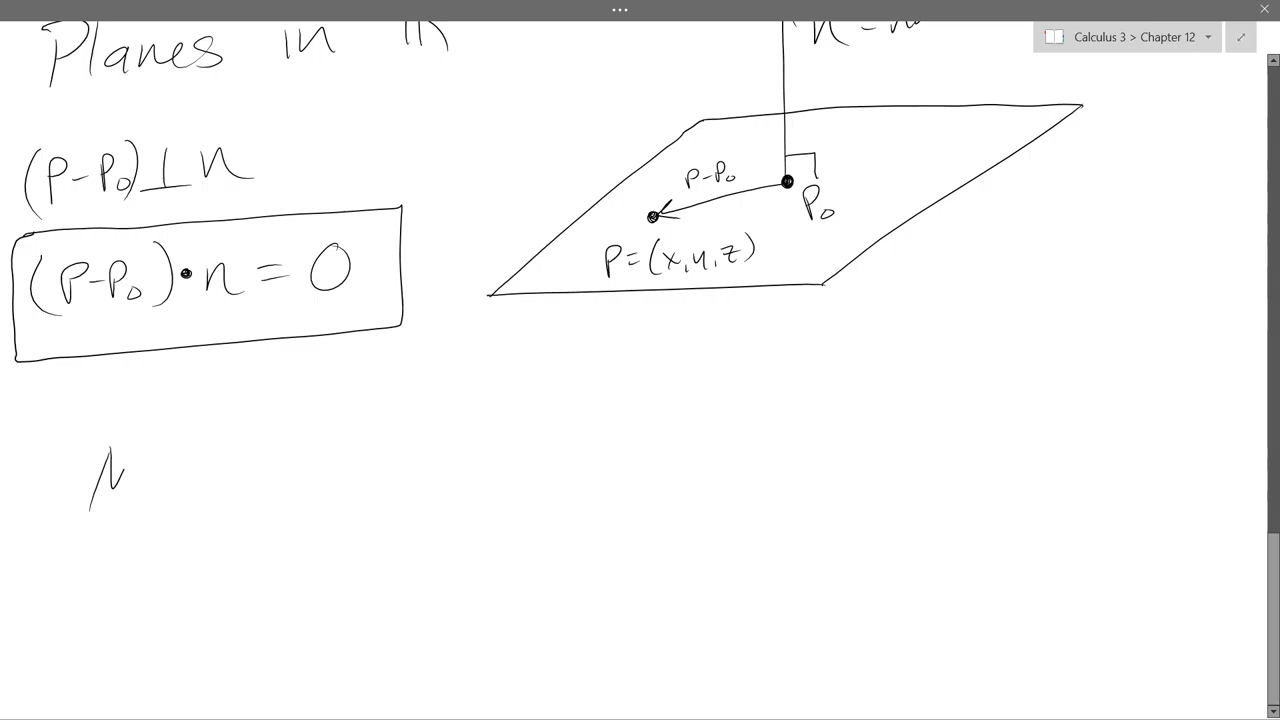 Calculus 3 > Chapter 12
Planes in
(P-P₀)⊥n
(P-P₀)•n = 0
P-P₀
P₀
P=(x,y,z)